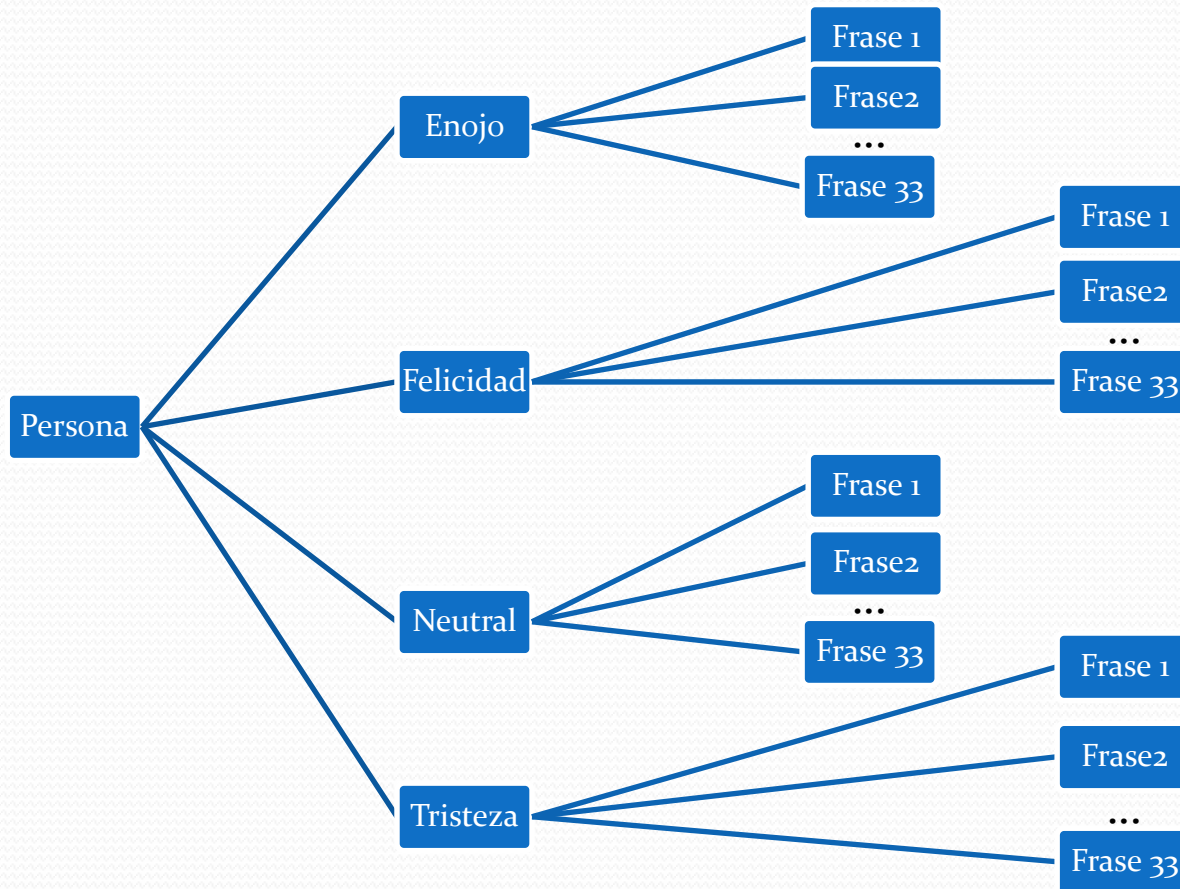 Persona
Enojo
Frase 1
Frase2
...
Frase 33
Felicidad
Frase 1
Frase2
...
Frase 33
Neutral
Frase 1
Frase2
...
Frase 33
Tristeza
Frase 1
Frase2
...
Frase 33